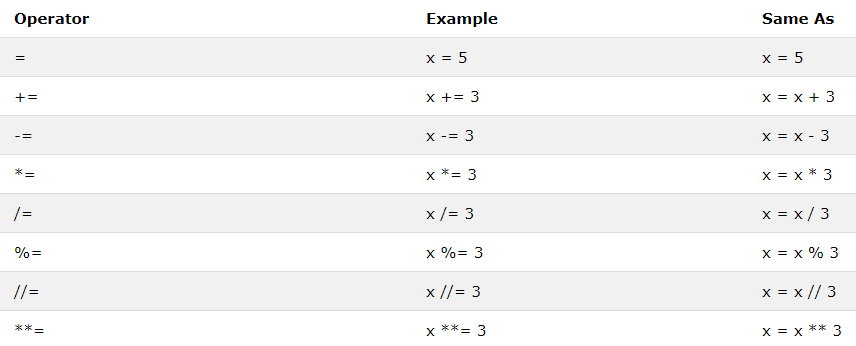 Operator Example Same As
= x = 5 x = 5
+= x += 3 x = x + 3
-= x -= 3 x = x - 3
*= x *= 3 x = x * 3
/= x /= 3 x = x / 3
%= x %= 3 x = x % 3
//= x //= 3 x = x // 3
**= x **= 3 x = x ** 3